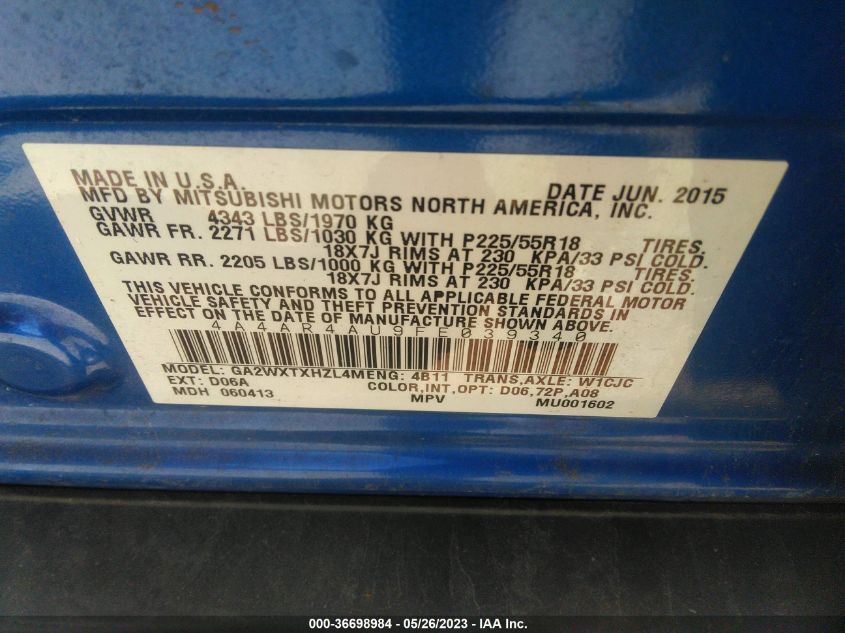 MADE IN U.S.A. DATE JUN. 2015
MFD BY MITSUBISHI MOTORS NORTH AMERICA, INC.
GVWR 4343 LBS/1970 KG
GAWR FR. 2271 LBS/1030 KG WITH P225/55R18 TIRES.
18X7J RIMS AT 230 KPA/33 PSI COLD.
GAWR RR. 2205 LBS/1000 KG WITH P225/55R18 TIRES.
18X7J RIMS AT 230 KPA/33 PSI COLD.
THIS VEHICLE CONFORMS TO ALL APPLICABLE FEDERAL MOTOR
VEHICLE SAFETY AND THEFT PREVENTION STANDARDS IN
EFFECT ON THE DATE OF MANUFACTURE SHOWN ABOVE.
4A4AR4AU9FE039340
MODEL: GA2WXTXHZL4M ENG: 4B11 TRANS,AXLE: W1CJC
EXT: D06A COLOR,INT,OPT: D06,72P,A08
MDH 060413 MPV MU001602
000-36698984 — 05/26/2023 — IAA Inc.